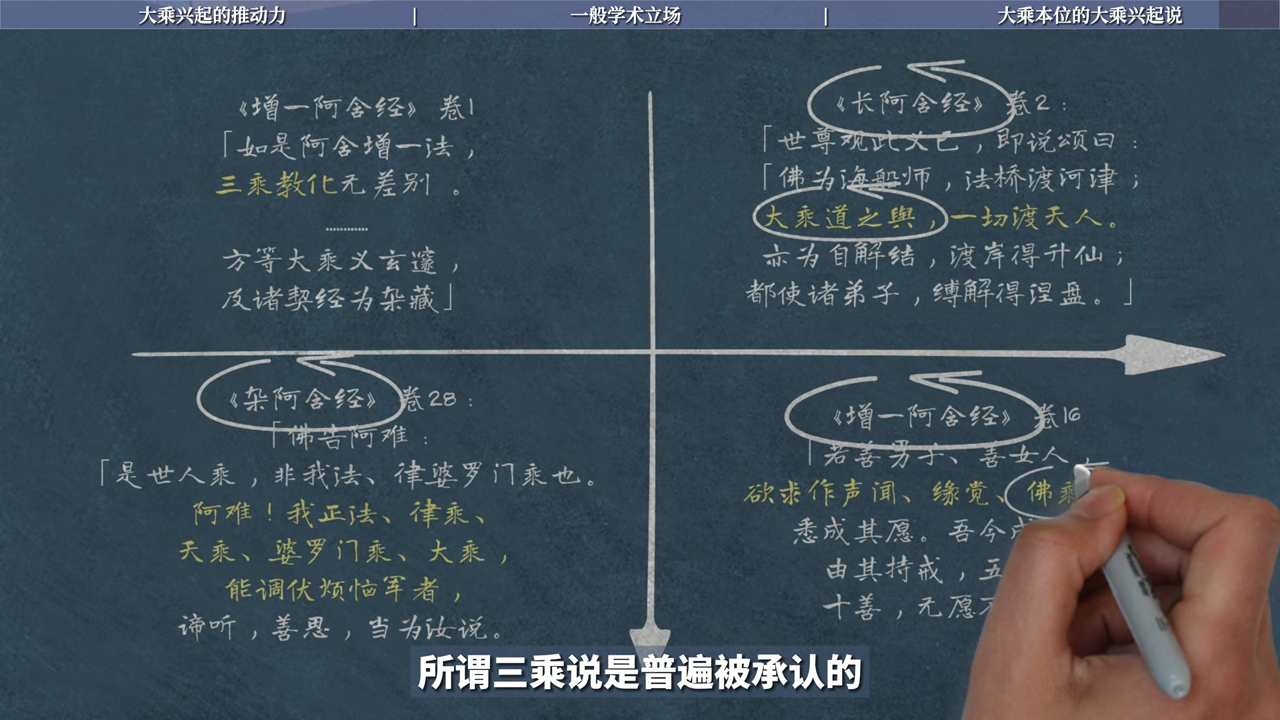 大乘兴起的推动力 | 一般学术立场 | 大乘本位的大乘兴起说
《增一阿含经》卷1
「如是阿含增一法，
三乘教化无差别 。
............
方等大乘义玄邃，
及诸契经为杂藏」
《长阿含经》卷2：
「世尊观此义已，即说颂曰：
「佛为海船师，法桥渡河津；
大乘道之舆，一切渡天人。
亦为自解结，渡岸得升仙；
都使诸弟子，缚解得涅盘。」
《杂阿含经》卷28：
「佛告阿难：
「是世人乘，非我法、律婆罗门乘也。
阿难！我正法、律乘、
天乘、婆罗门乘、大乘，
能调伏烦恼军者，
谛听，善思，当为汝说。
《增一阿含经》卷16
「若善男子、善女人，
欲求作声闻、缘觉、佛乘
悉成其愿。吾今成
由其持戒，五
十善，无愿不
所谓三乘说是普遍被承认的